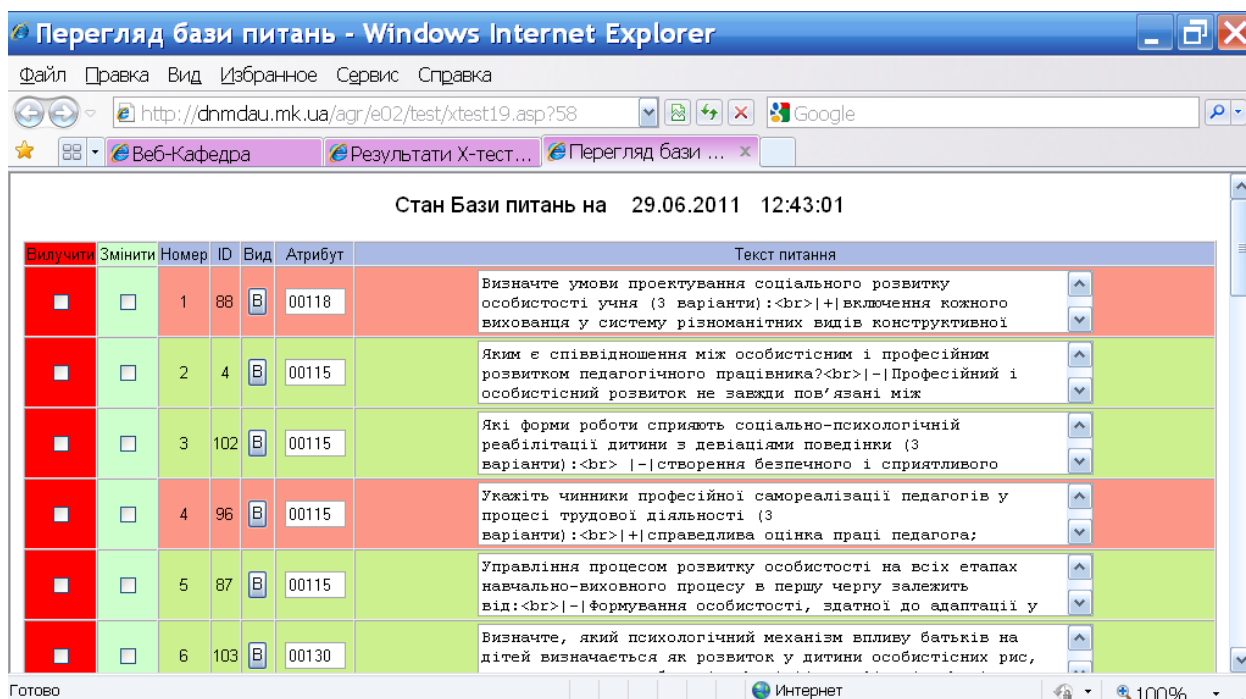 Перегляд бази питань - Windows Internet Explorer
Файл Правка Вид Избранное Сервис Справка
http://dnmdau.mk.ua/agr/e02/test/xtest19.asp?58 Google
Веб-Кафедра Результати Х-тест... Перегляд бази ...
Стан Бази питань на 29.06.2011 12:43:01
Вилучити Змінити Номер ID Вид Атрибут Текст питання
1 88 В 00118
Визначте умови проектування соціального розвитку
особистості учня (3 варіанти):<br>|+|включення кожного
вихованця у систему різноманітних видів конструктивної
2 4 В 00115
Яким є співвідношення між особистісним і професійним
розвитком педагогічного працівника?<br>|-|Професійний і
особистісний розвиток не завжди пов'язані між
3 102 В 00115
Які форми роботи сприяють соціально-психологічній
реабілітації дитини з девіаціями поведінки (3
варіанти):<br> |-|створення безпечного і сприятливого
4 96 В 00115
Укажіть чинники професійної самореалізації педагогів у
процесі трудової діяльності (3
варіанти):<br>|+|справедлива оцінка праці педагога;
5 87 В 00115
Управління процесом розвитку особистості на всіх етапах
навчально-виховного процесу в першу чергу залежить
від:<br>|-|Формування особистості, здатної до адаптації у
6 103 В 00130
Визначте, який психологічний механізм впливу батьків на
дітей визначається як розвиток у дитини особистісних рис,
Готово Интернет 100%